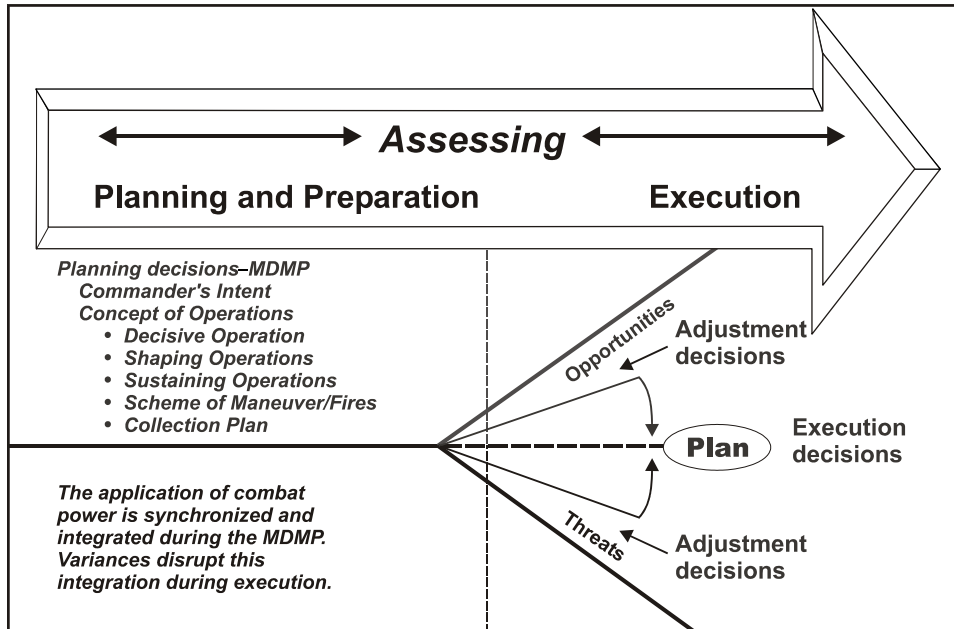 Assessing
Planning and Preparation
Execution
Planning decisions–MDMP
Commander's Intent
Concept of Operations
• Decisive Operation
• Shaping Operations
• Sustaining Operations
• Scheme of Maneuver/Fires
• Collection Plan
The application of combat
power is synchronized and
integrated during the MDMP.
Variances disrupt this
integration during execution.
Opportunities
Adjustment
decisions
Plan
Execution
decisions
Threats
Adjustment
decisions